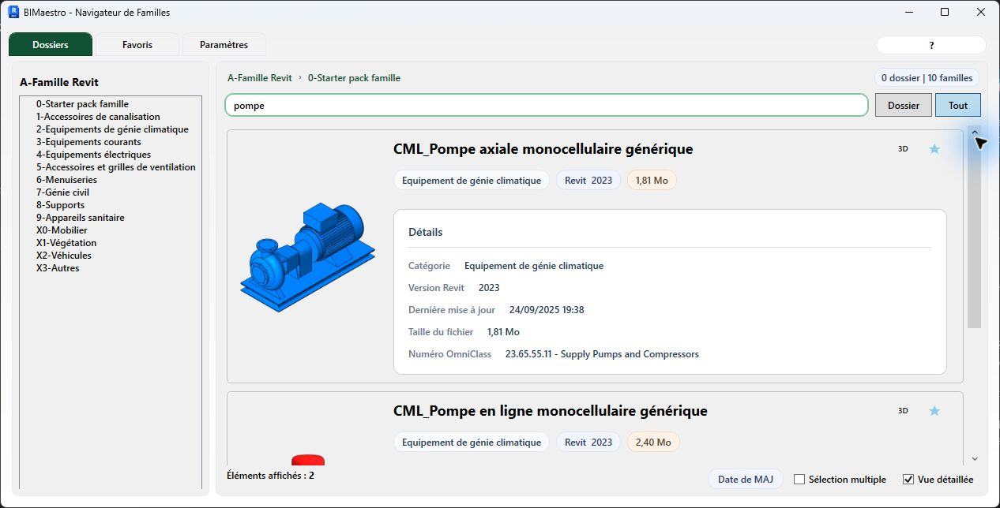 BIMaestro - Navigateur de Familles
Dossiers
Favoris
Paramètres
?
A-Famille Revit
0-Starter pack famille
1-Accessoires de canalisation
2-Equipements de génie climatique
3-Equipements courants
4-Equipements électriques
5-Accessoires et grilles de ventilation
6-Menuiseries
7-Génie civil
8-Supports
9-Appareils sanitaire
X0-Mobilier
X1-Végétation
X2-Véhicules
X3-Autres
A-Famille Revit › 0-Starter pack famille
0 dossier | 10 familles
pompe
Dossier
Tout
CML_Pompe axiale monocellulaire générique
3D
Equipement de génie climatique
Revit 2023
1,81 Mo
Détails
Catégorie Equipement de génie climatique
Version Revit 2023
Dernière mise à jour 24/09/2025 19:38
Taille du fichier 1,81 Mo
Numéro OmniClass 23.65.55.11 - Supply Pumps and Compressors
CML_Pompe en ligne monocellulaire générique
3D
Equipement de génie climatique
Revit 2023
2,40 Mo
Éléments affichés : 2
Date de MAJ
Sélection multiple
Vue détaillée